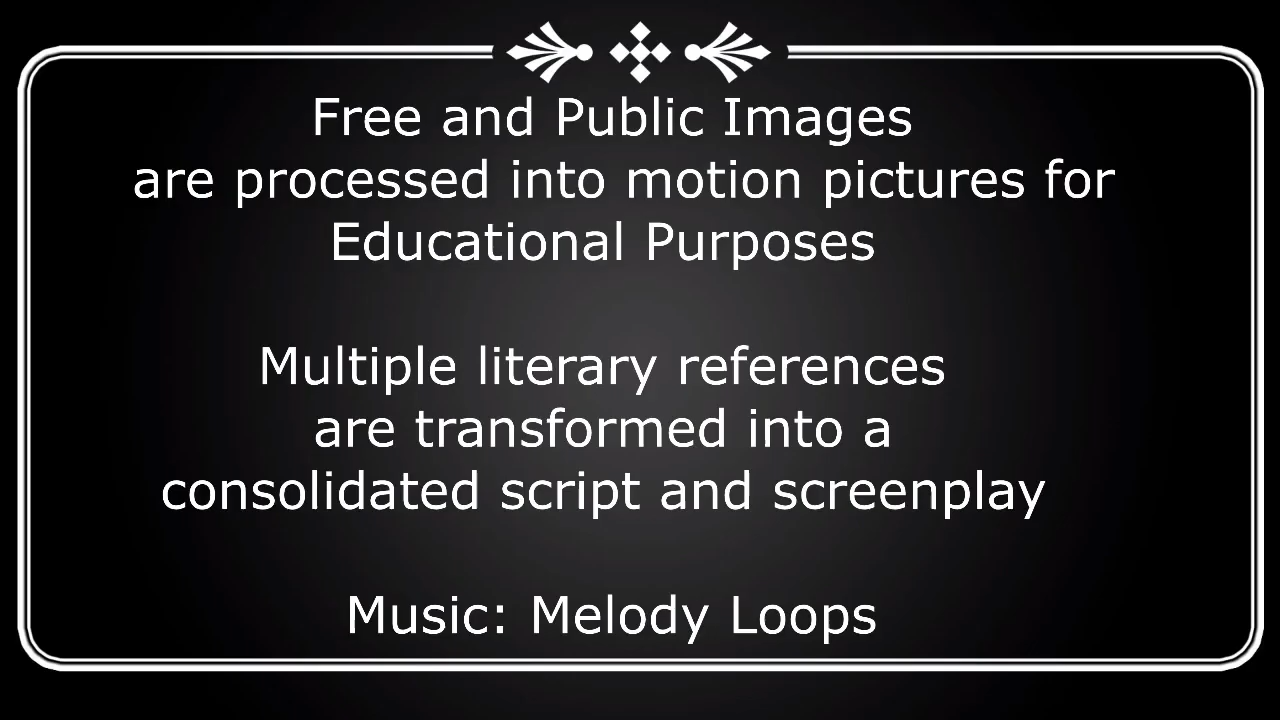 Free and Public Images
are processed into motion pictures for
Educational Purposes
Multiple literary references
are transformed into a
consolidated script and screenplay
Music: Melody Loops